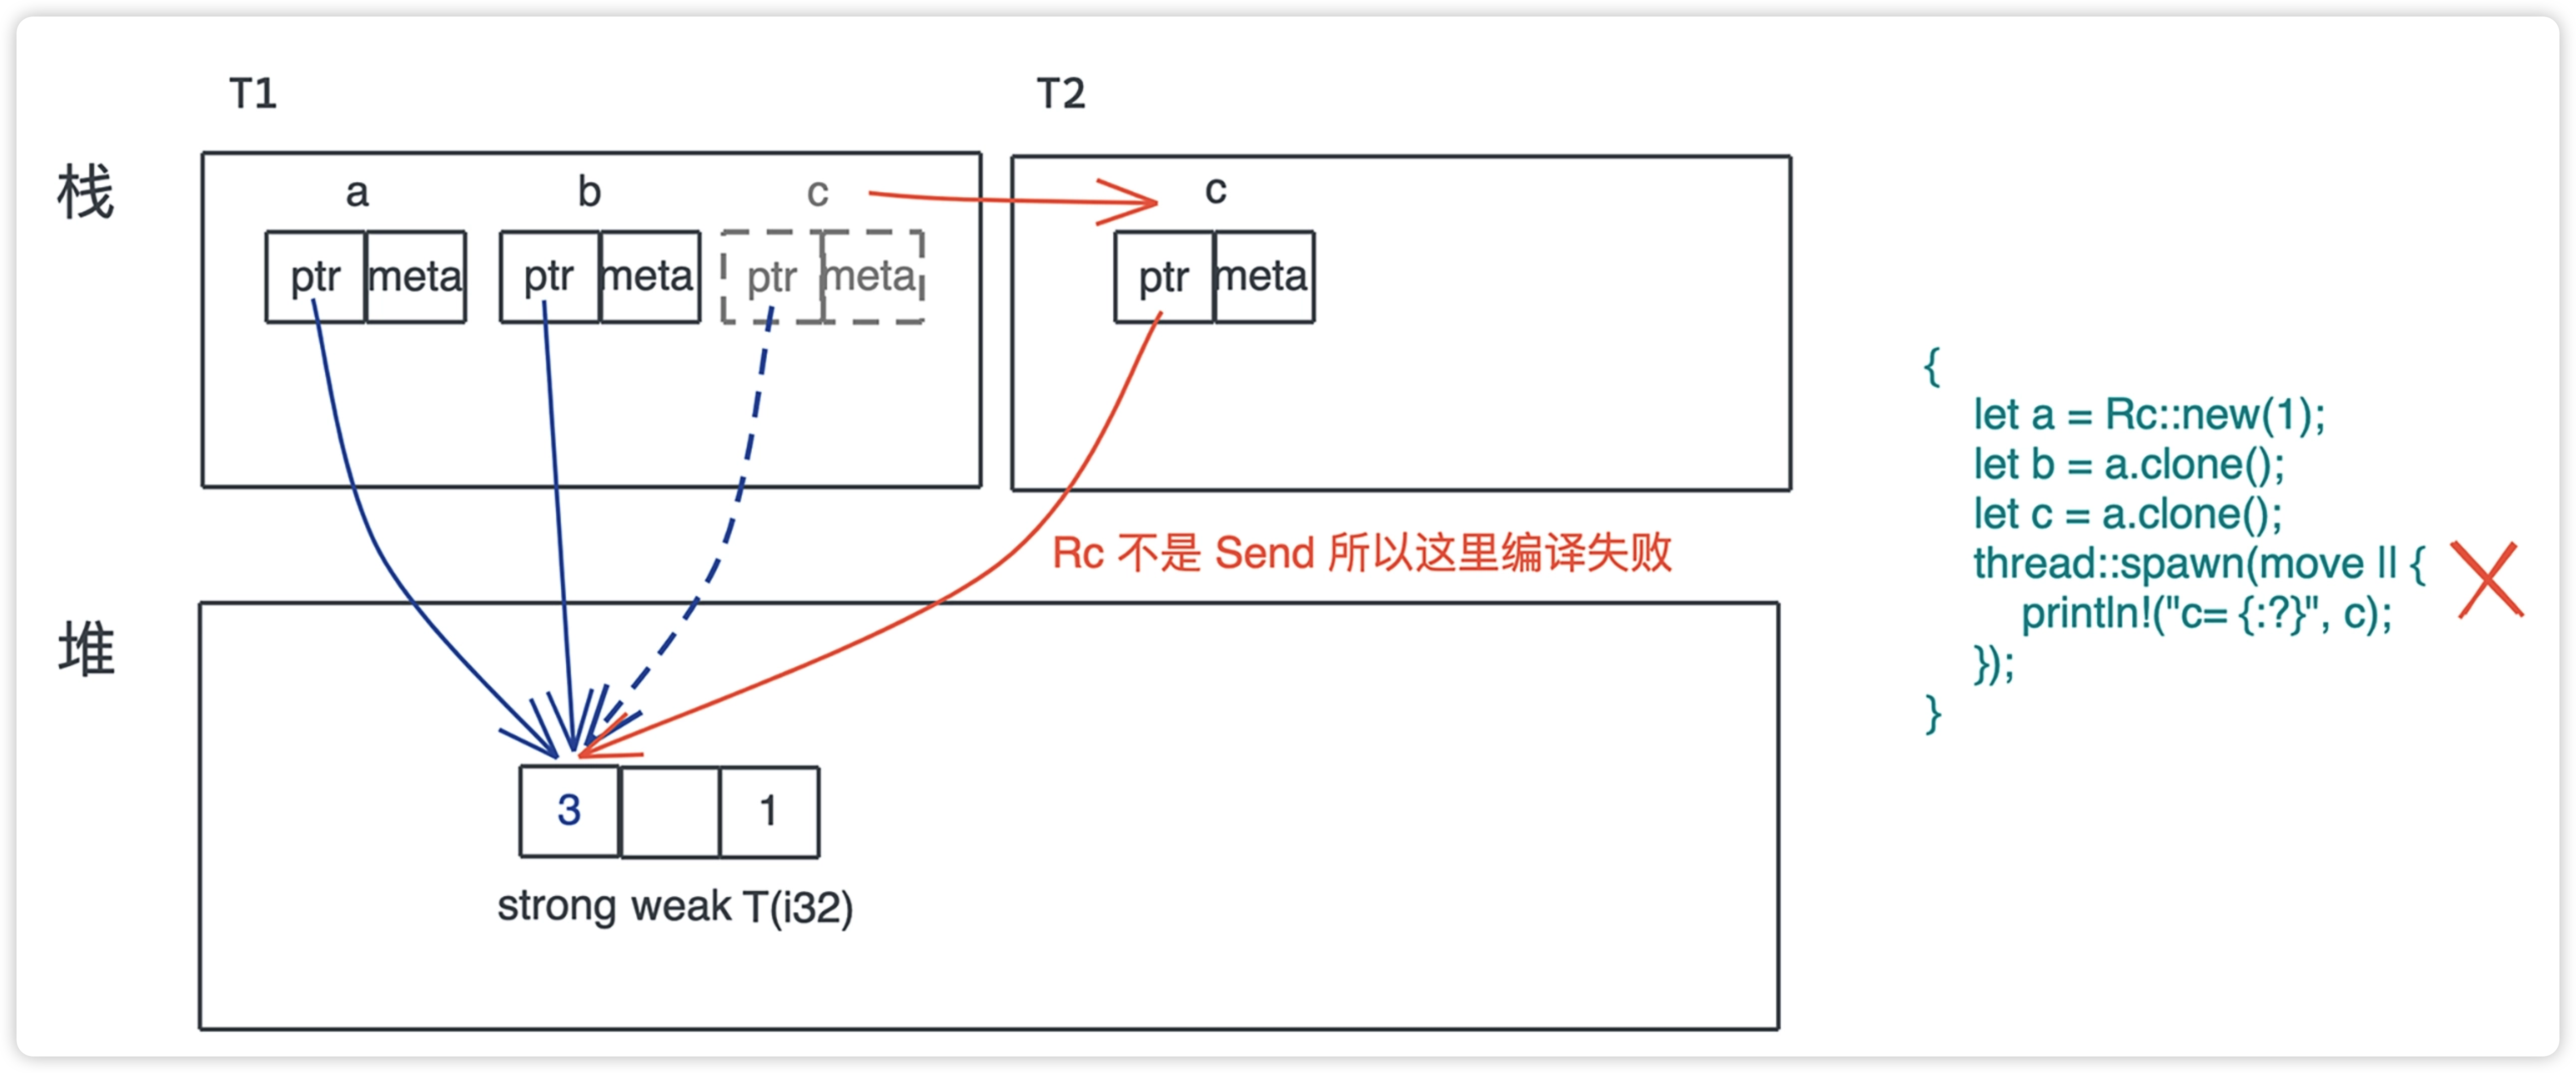 T1
T2
栈
a
b
c
c
ptr
meta
ptr
meta
ptr
meta
ptr
meta
Rc 不是 Send 所以这里编译失败
堆
3
1
strong weak T(i32)
{
let a = Rc::new(1);
let b = a.clone();
let c = a.clone();
thread::spawn(move || {
println!("c= {:?}", c);
});
}